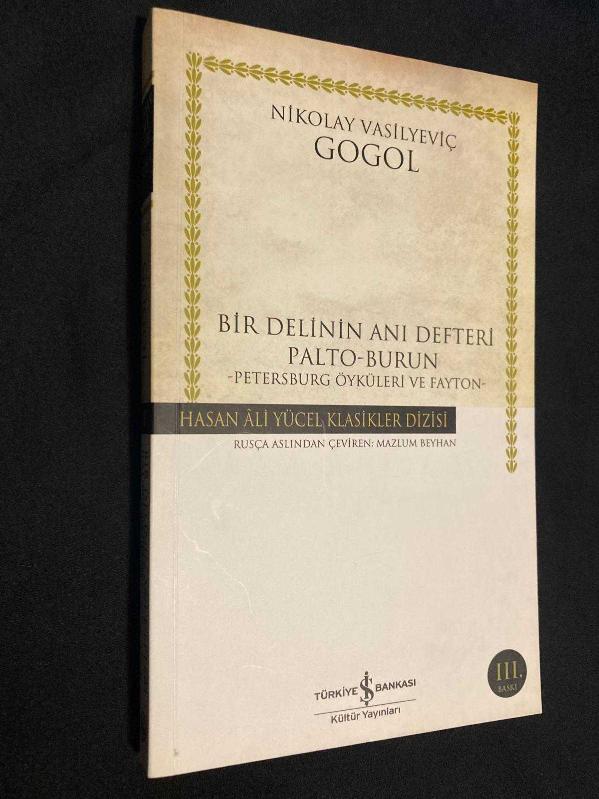 NİKOLAY VASİLYEVİÇ
GOGOL
BİR DELİNİN ANI DEFTERİ
PALTO-BURUN
-PETERSBURG ÖYKÜLERİ VE FAYTON-
HASAN ÂLİ YÜCEL KLASİKLER DİZİSİ
RUSÇA ASLINDAN ÇEVİREN: MAZLUM BEYHAN
III.
BASKI
TÜRKİYE İŞ BANKASI
Kültür Yayınları